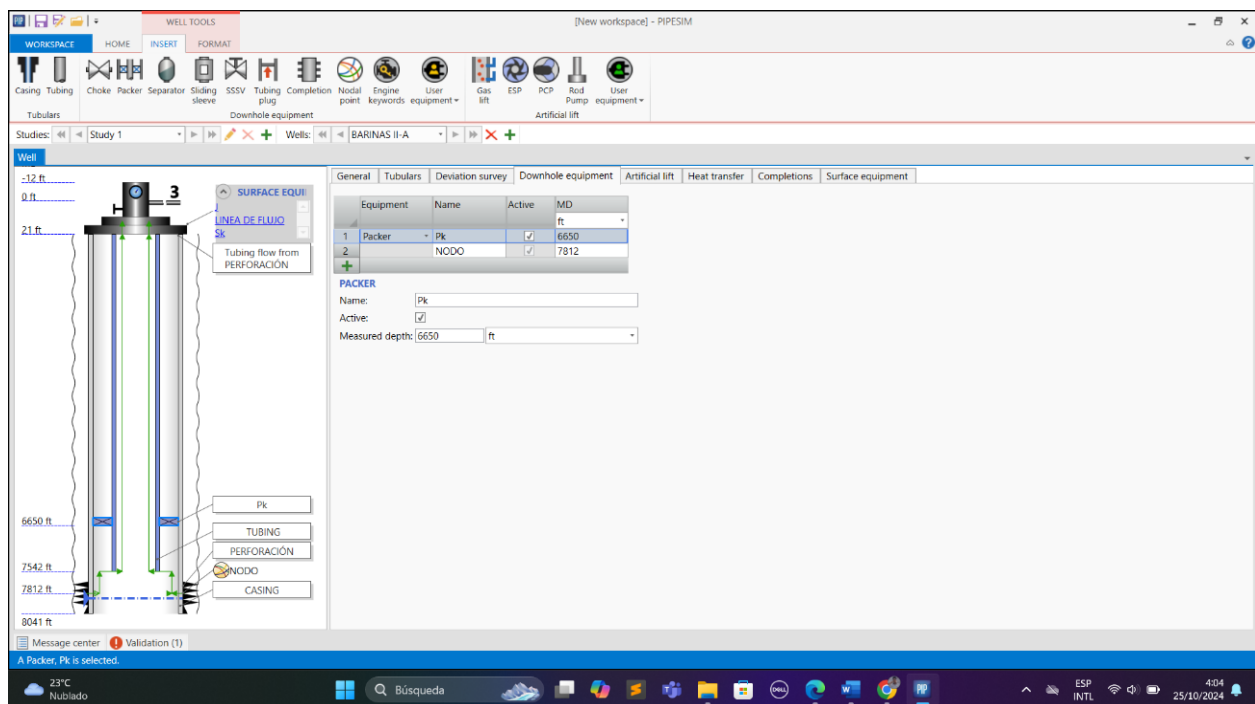 PIP WELL TOOLS [New workspace] - PIPESIM
WORKSPACE HOME INSERT FORMAT
Casing Tubing Choke Packer Separator Sliding sleeve SSSV Tubing plug Completion Nodal point Engine keywords User equipment Gas lift ESP PCP Rod Pump User equipment
Tubulars Downhole equipment Artificial lift
Studies: Study 1 Wells: BARINAS II-A
Well
-12 ft
0 ft
21 ft
3
SURFACE EQUI
J
LINEA DE FLUJO
Sk
Tubing flow from
PERFORACIÓN
Pk
6650 ft
TUBING
PERFORACIÓN
7542 ft
NODO
7812 ft
CASING
8041 ft
General Tubulars Deviation survey Downhole equipment Artificial lift Heat transfer Completions Surface equipment
Equipment Name Active MD
ft
1 Packer Pk 6650
2 NODO 7812
PACKER
Name: Pk
Active:
Measured depth: 6650 ft
Message center Validation (1)
A Packer, Pk is selected.
23°C
Nublado
Búsqueda
DELL
PIP
ESP
INTL
4:04
25/10/2024